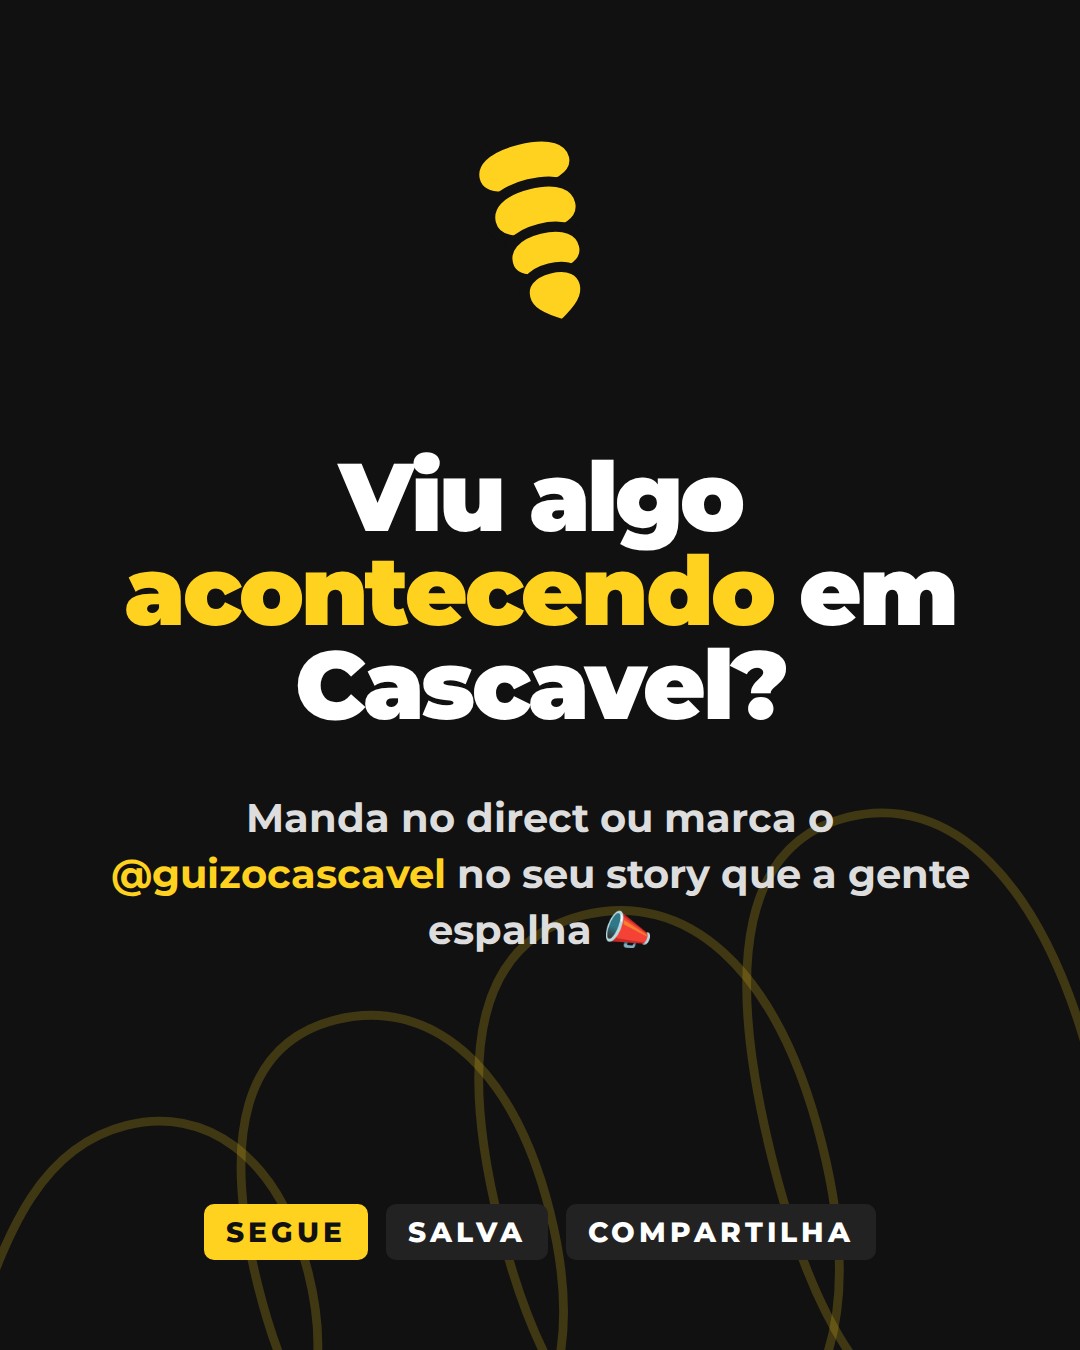 Viu algo
acontecendo em
Cascavel?
Manda no direct ou marca o
@guizocascavel no seu story que a gente
espalha 📣
SEGUE SALVA COMPARTILHA